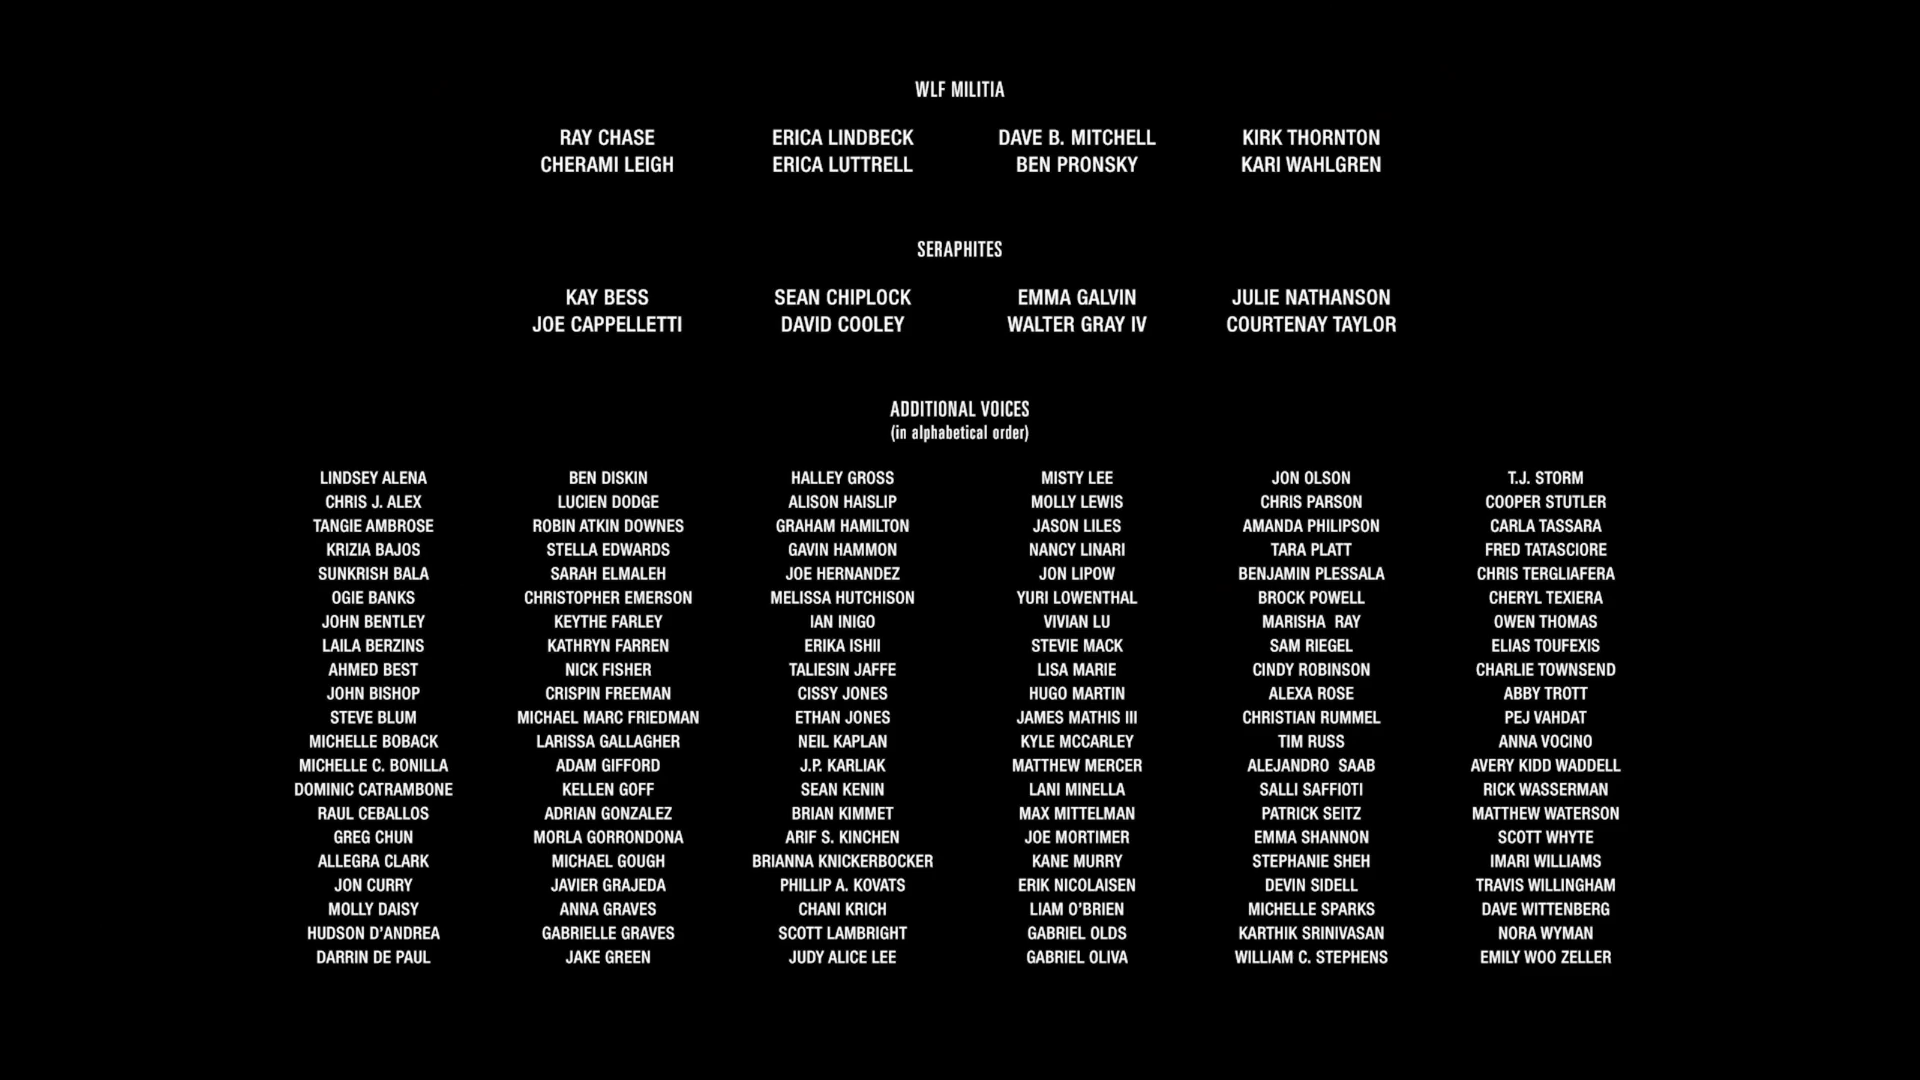 WLF MILITIA
RAY CHASE ERICA LINDBECK DAVE B. MITCHELL KIRK THORNTON
CHERAMI LEIGH ERICA LUTTRELL BEN PRONSKY KARI WAHLGREN
SERAPHITES
KAY BESS SEAN CHIPLOCK EMMA GALVIN JULIE NATHANSON
JOE CAPPELLETTI DAVID COOLEY WALTER GRAY IV COURTENAY TAYLOR
ADDITIONAL VOICES
(in alphabetical order)
LINDSEY ALENA BEN DISKIN HALLEY GROSS MISTY LEE JON OLSON T.J. STORM
CHRIS J. ALEX LUCIEN DODGE ALISON HAISLIP MOLLY LEWIS CHRIS PARSON COOPER STUTLER
TANGIE AMBROSE ROBIN ATKIN DOWNES GRAHAM HAMILTON JASON LILES AMANDA PHILIPSON CARLA TASSARA
KRIZIA BAJOS STELLA EDWARDS GAVIN HAMMON NANCY LINARI TARA PLATT FRED TATASCIORE
SUNKRISH BALA SARAH ELMALEH JOE HERNANDEZ JON LIPOW BENJAMIN PLESSALA CHRIS TERGLIAFERA
OGIE BANKS CHRISTOPHER EMERSON MELISSA HUTCHISON YURI LOWENTHAL BROCK POWELL CHERYL TEXIERA
JOHN BENTLEY KEYTHE FARLEY IAN INIGO VIVIAN LU MARISHA  RAY OWEN THOMAS
LAILA BERZINS KATHRYN FARREN ERIKA ISHII STEVIE MACK SAM RIEGEL ELIAS TOUFEXIS
AHMED BEST NICK FISHER TALIESIN JAFFE LISA MARIE CINDY ROBINSON CHARLIE TOWNSEND
JOHN BISHOP CRISPIN FREEMAN CISSY JONES HUGO MARTIN ALEXA ROSE ABBY TROTT
STEVE BLUM MICHAEL MARC FRIEDMAN ETHAN JONES JAMES MATHIS III CHRISTIAN RUMMEL PEJ VAHDAT
MICHELLE BOBACK LARISSA GALLAGHER NEIL KAPLAN KYLE MCCARLEY TIM RUSS ANNA VOCINO
MICHELLE C. BONILLA ADAM GIFFORD J.P. KARLIAK MATTHEW MERCER ALEJANDRO  SAAB AVERY KIDD WADDELL
DOMINIC CATRAMBONE KELLEN GOFF SEAN KENIN LANI MINELLA SALLI SAFFIOTI RICK WASSERMAN
RAUL CEBALLOS ADRIAN GONZALEZ BRIAN KIMMET MAX MITTELMAN PATRICK SEITZ MATTHEW WATERSON
GREG CHUN MORLA GORRONDONA ARIF S. KINCHEN JOE MORTIMER EMMA SHANNON SCOTT WHYTE
ALLEGRA CLARK MICHAEL GOUGH BRIANNA KNICKERBOCKER KANE MURRY STEPHANIE SHEH IMARI WILLIAMS
JON CURRY JAVIER GRAJEDA PHILLIP A. KOVATS ERIK NICOLAISEN DEVIN SIDELL TRAVIS WILLINGHAM
MOLLY DAISY ANNA GRAVES CHANI KRICH LIAM O’BRIEN MICHELLE SPARKS DAVE WITTENBERG
HUDSON D’ANDREA GABRIELLE GRAVES SCOTT LAMBRIGHT GABRIEL OLDS KARTHIK SRINIVASAN NORA WYMAN
DARRIN DE PAUL JAKE GREEN JUDY ALICE LEE GABRIEL OLIVA WILLIAM C. STEPHENS EMILY WOO ZELLER